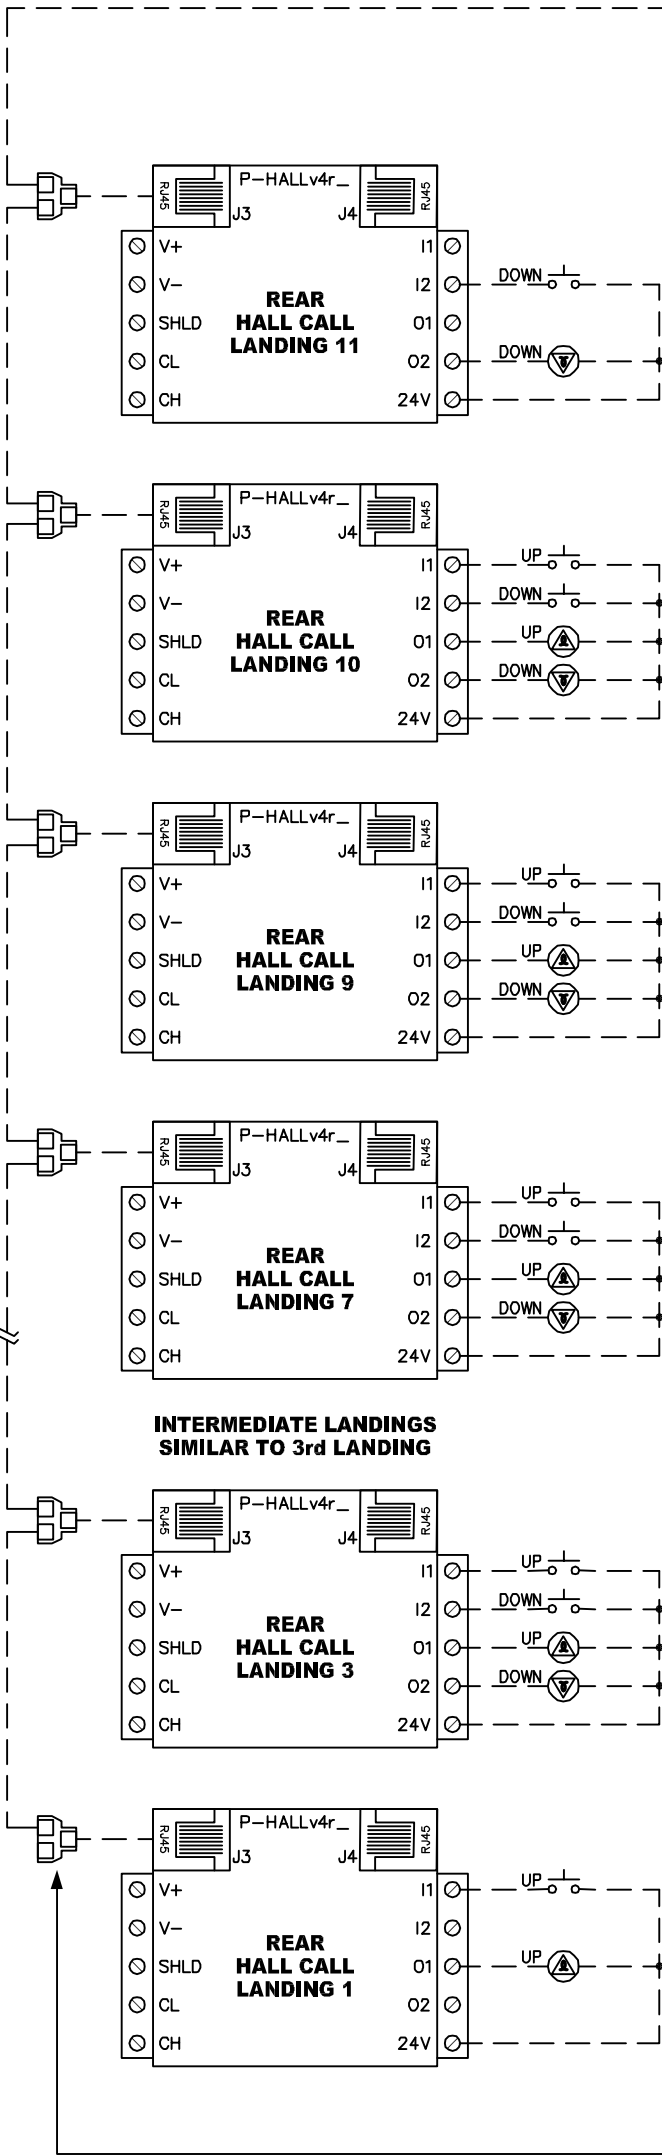 P-HALLv4r_
RJ45
J3
J4
RJ45
V+
V-
SHLD
CL
CH
REAR
HALL CALL
LANDING 11
I1
I2
O1
O2
24V
DOWN
DOWN
P-HALLv4r_
RJ45
J3
J4
RJ45
V+
V-
SHLD
CL
CH
REAR
HALL CALL
LANDING 10
I1
I2
O1
O2
24V
UP
DOWN
UP
DOWN
P-HALLv4r_
RJ45
J3
J4
RJ45
V+
V-
SHLD
CL
CH
REAR
HALL CALL
LANDING 9
I1
I2
O1
O2
24V
UP
DOWN
UP
DOWN
P-HALLv4r_
RJ45
J3
J4
RJ45
V+
V-
SHLD
CL
CH
REAR
HALL CALL
LANDING 7
I1
I2
O1
O2
24V
UP
DOWN
UP
DOWN
INTERMEDIATE LANDINGS
SIMILAR TO 3rd LANDING
P-HALLv4r_
RJ45
J3
J4
RJ45
V+
V-
SHLD
CL
CH
REAR
HALL CALL
LANDING 3
I1
I2
O1
O2
24V
UP
DOWN
UP
DOWN
P-HALLv4r_
RJ45
J3
J4
RJ45
V+
V-
SHLD
CL
CH
REAR
HALL CALL
LANDING 1
I1
I2
O1
O2
24V
UP
UP